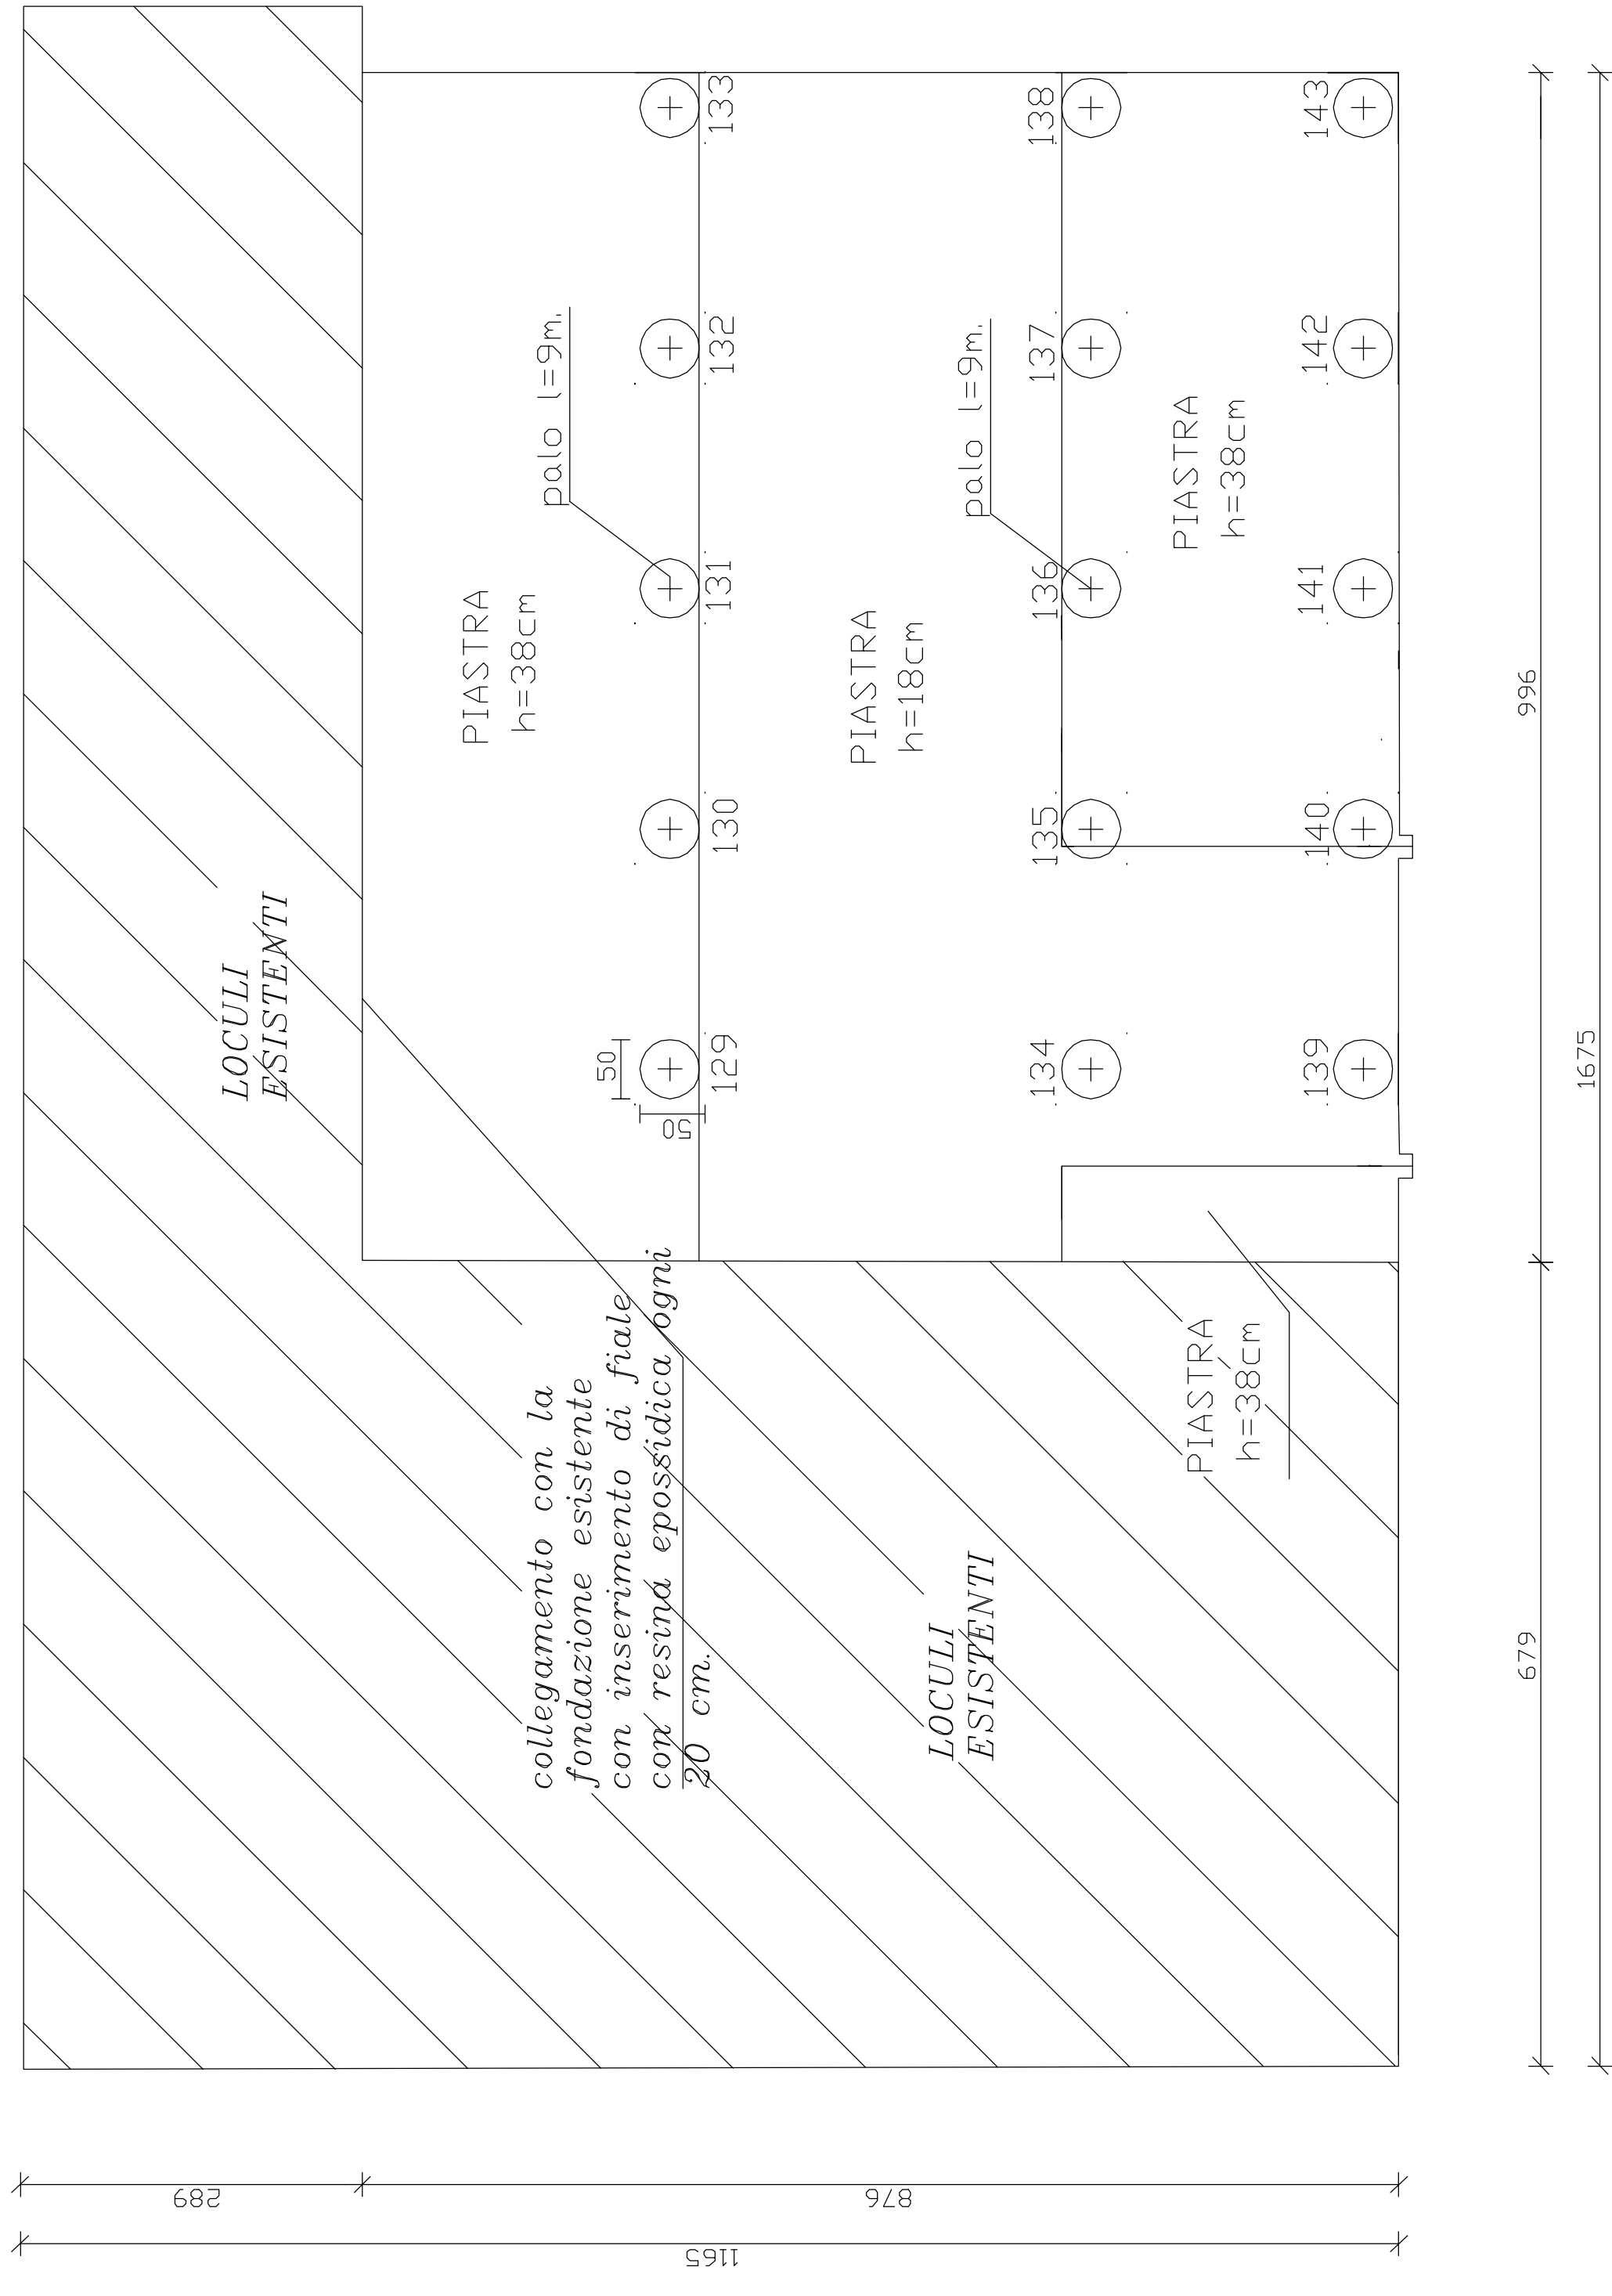 LOCULI
ESISTENTI
PIASTRA
h=38cm
palo l=9m.
50
50
129
130
131
132
133
PIASTRA
h=18cm
palo l=9m.
134
135
136
137
138
PIASTRA
h=38cm
139
140
141
142
143
collegamento con la
fondazione esistente
con inserimento di fiale
con resina epossidica ogni
20 cm.
LOCULI
ESISTENTI
PIASTRA
h=38cm
679
996
1675
289
876
1165